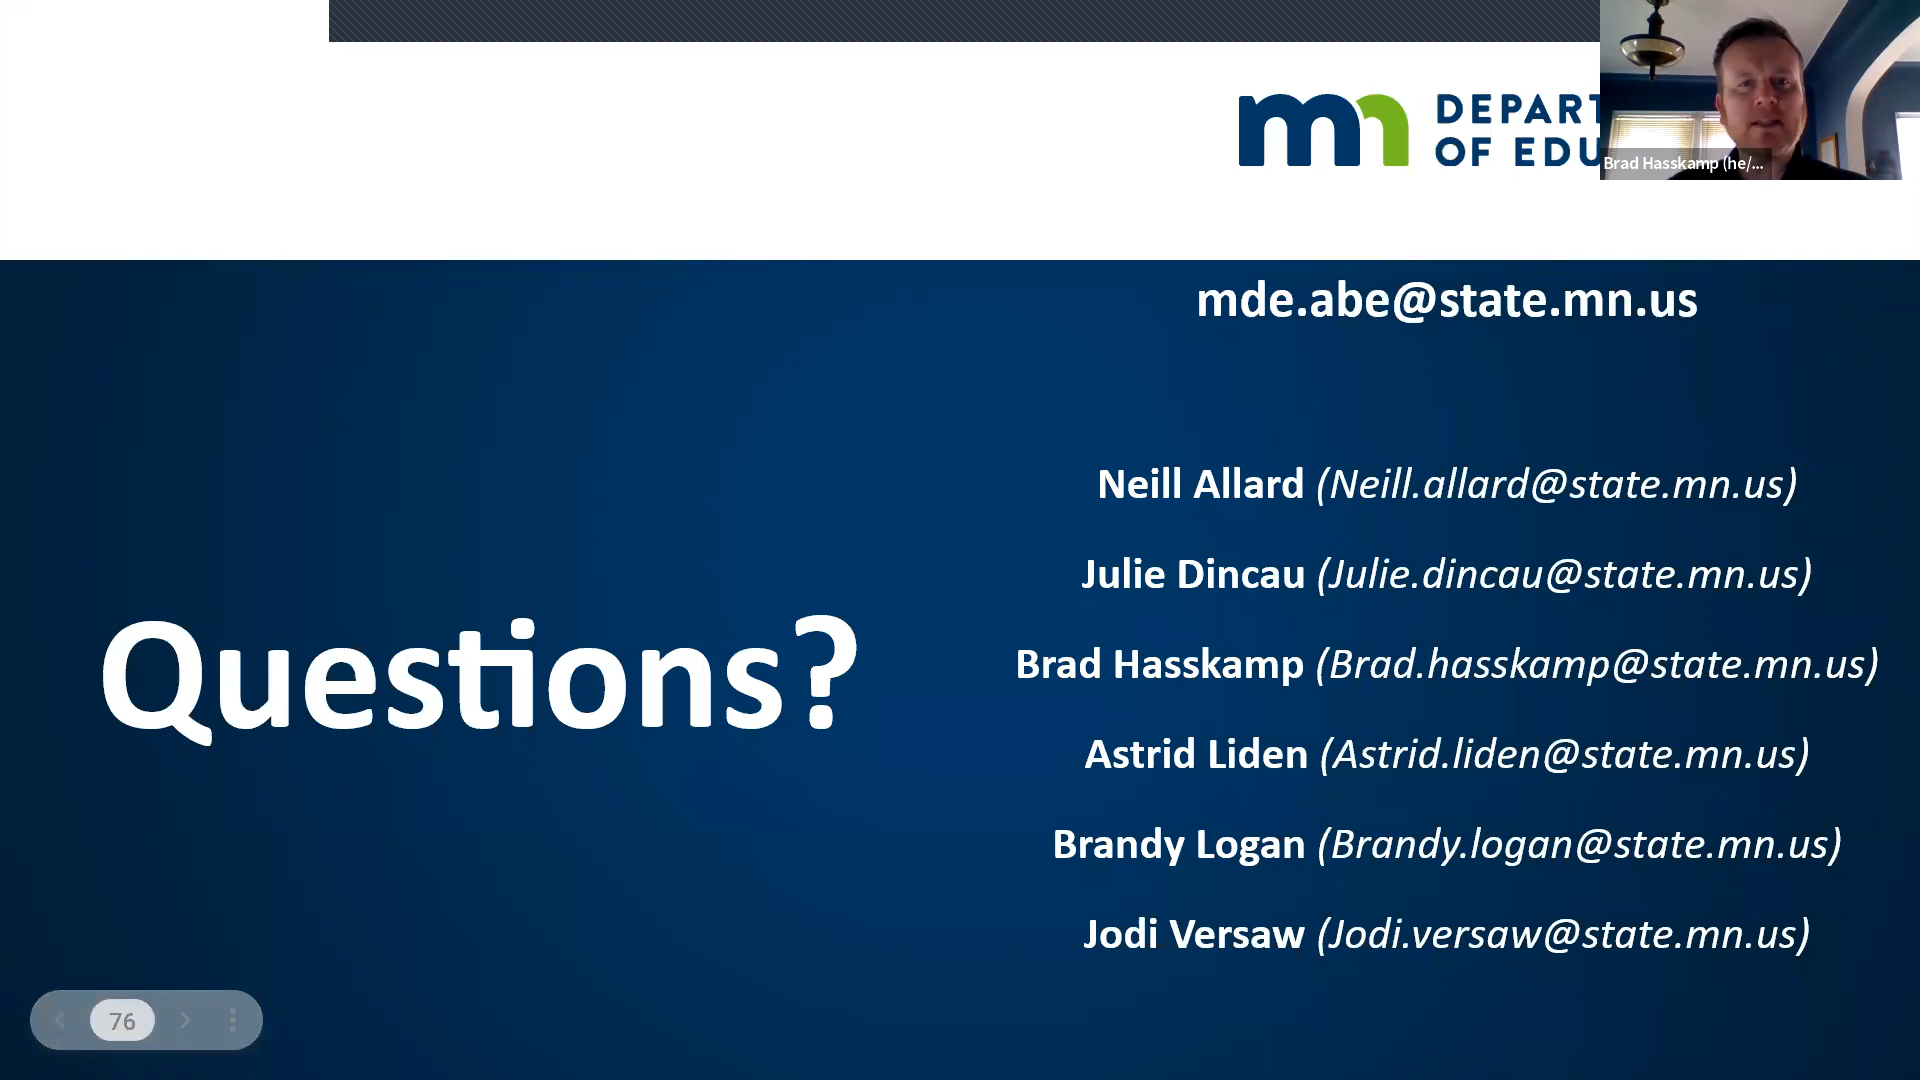 mn DEPART
OF EDU
Brad Hasskamp (he/...
mde.abe@state.mn.us
Neill Allard (Neill.allard@state.mn.us)
Julie Dincau (Julie.dincau@state.mn.us)
Questions?
Brad Hasskamp (Brad.hasskamp@state.mn.us)
Astrid Liden (Astrid.liden@state.mn.us)
Brandy Logan (Brandy.logan@state.mn.us)
Jodi Versaw (Jodi.versaw@state.mn.us)
76